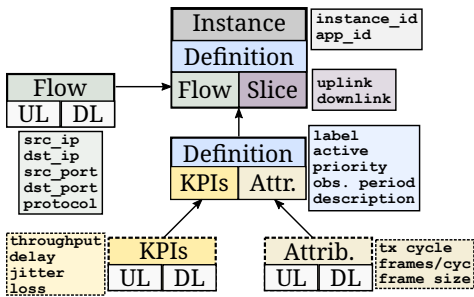 Instance
instance_id
app_id
Definition
Flow
Slice
uplink
downlink
Flow
UL DL
src_ip
dst_ip
src_port
dst_port
protocol
Definition
KPIs Attr.
label
active
priority
obs. period
description
throughput
delay
jitter
loss
KPIs
UL DL
Attrib.
UL DL
tx cycle
frames/cyc
frame size